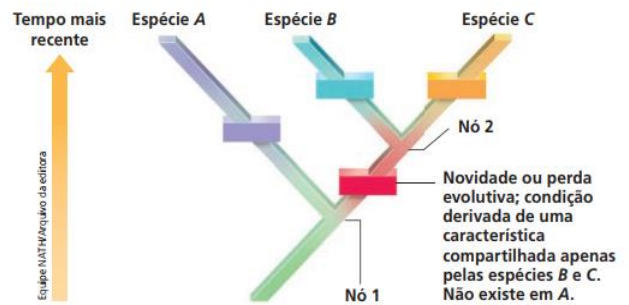 Tempo mais
recente
Espécie A
Espécie B
Espécie C
Nó 2
Novidade ou perda
evolutiva; condição
derivada de uma
característica
compartilhada apenas
pelas espécies B e C.
Não existe em A.
Nó 1
Equipe NATH/Arquivo da editora